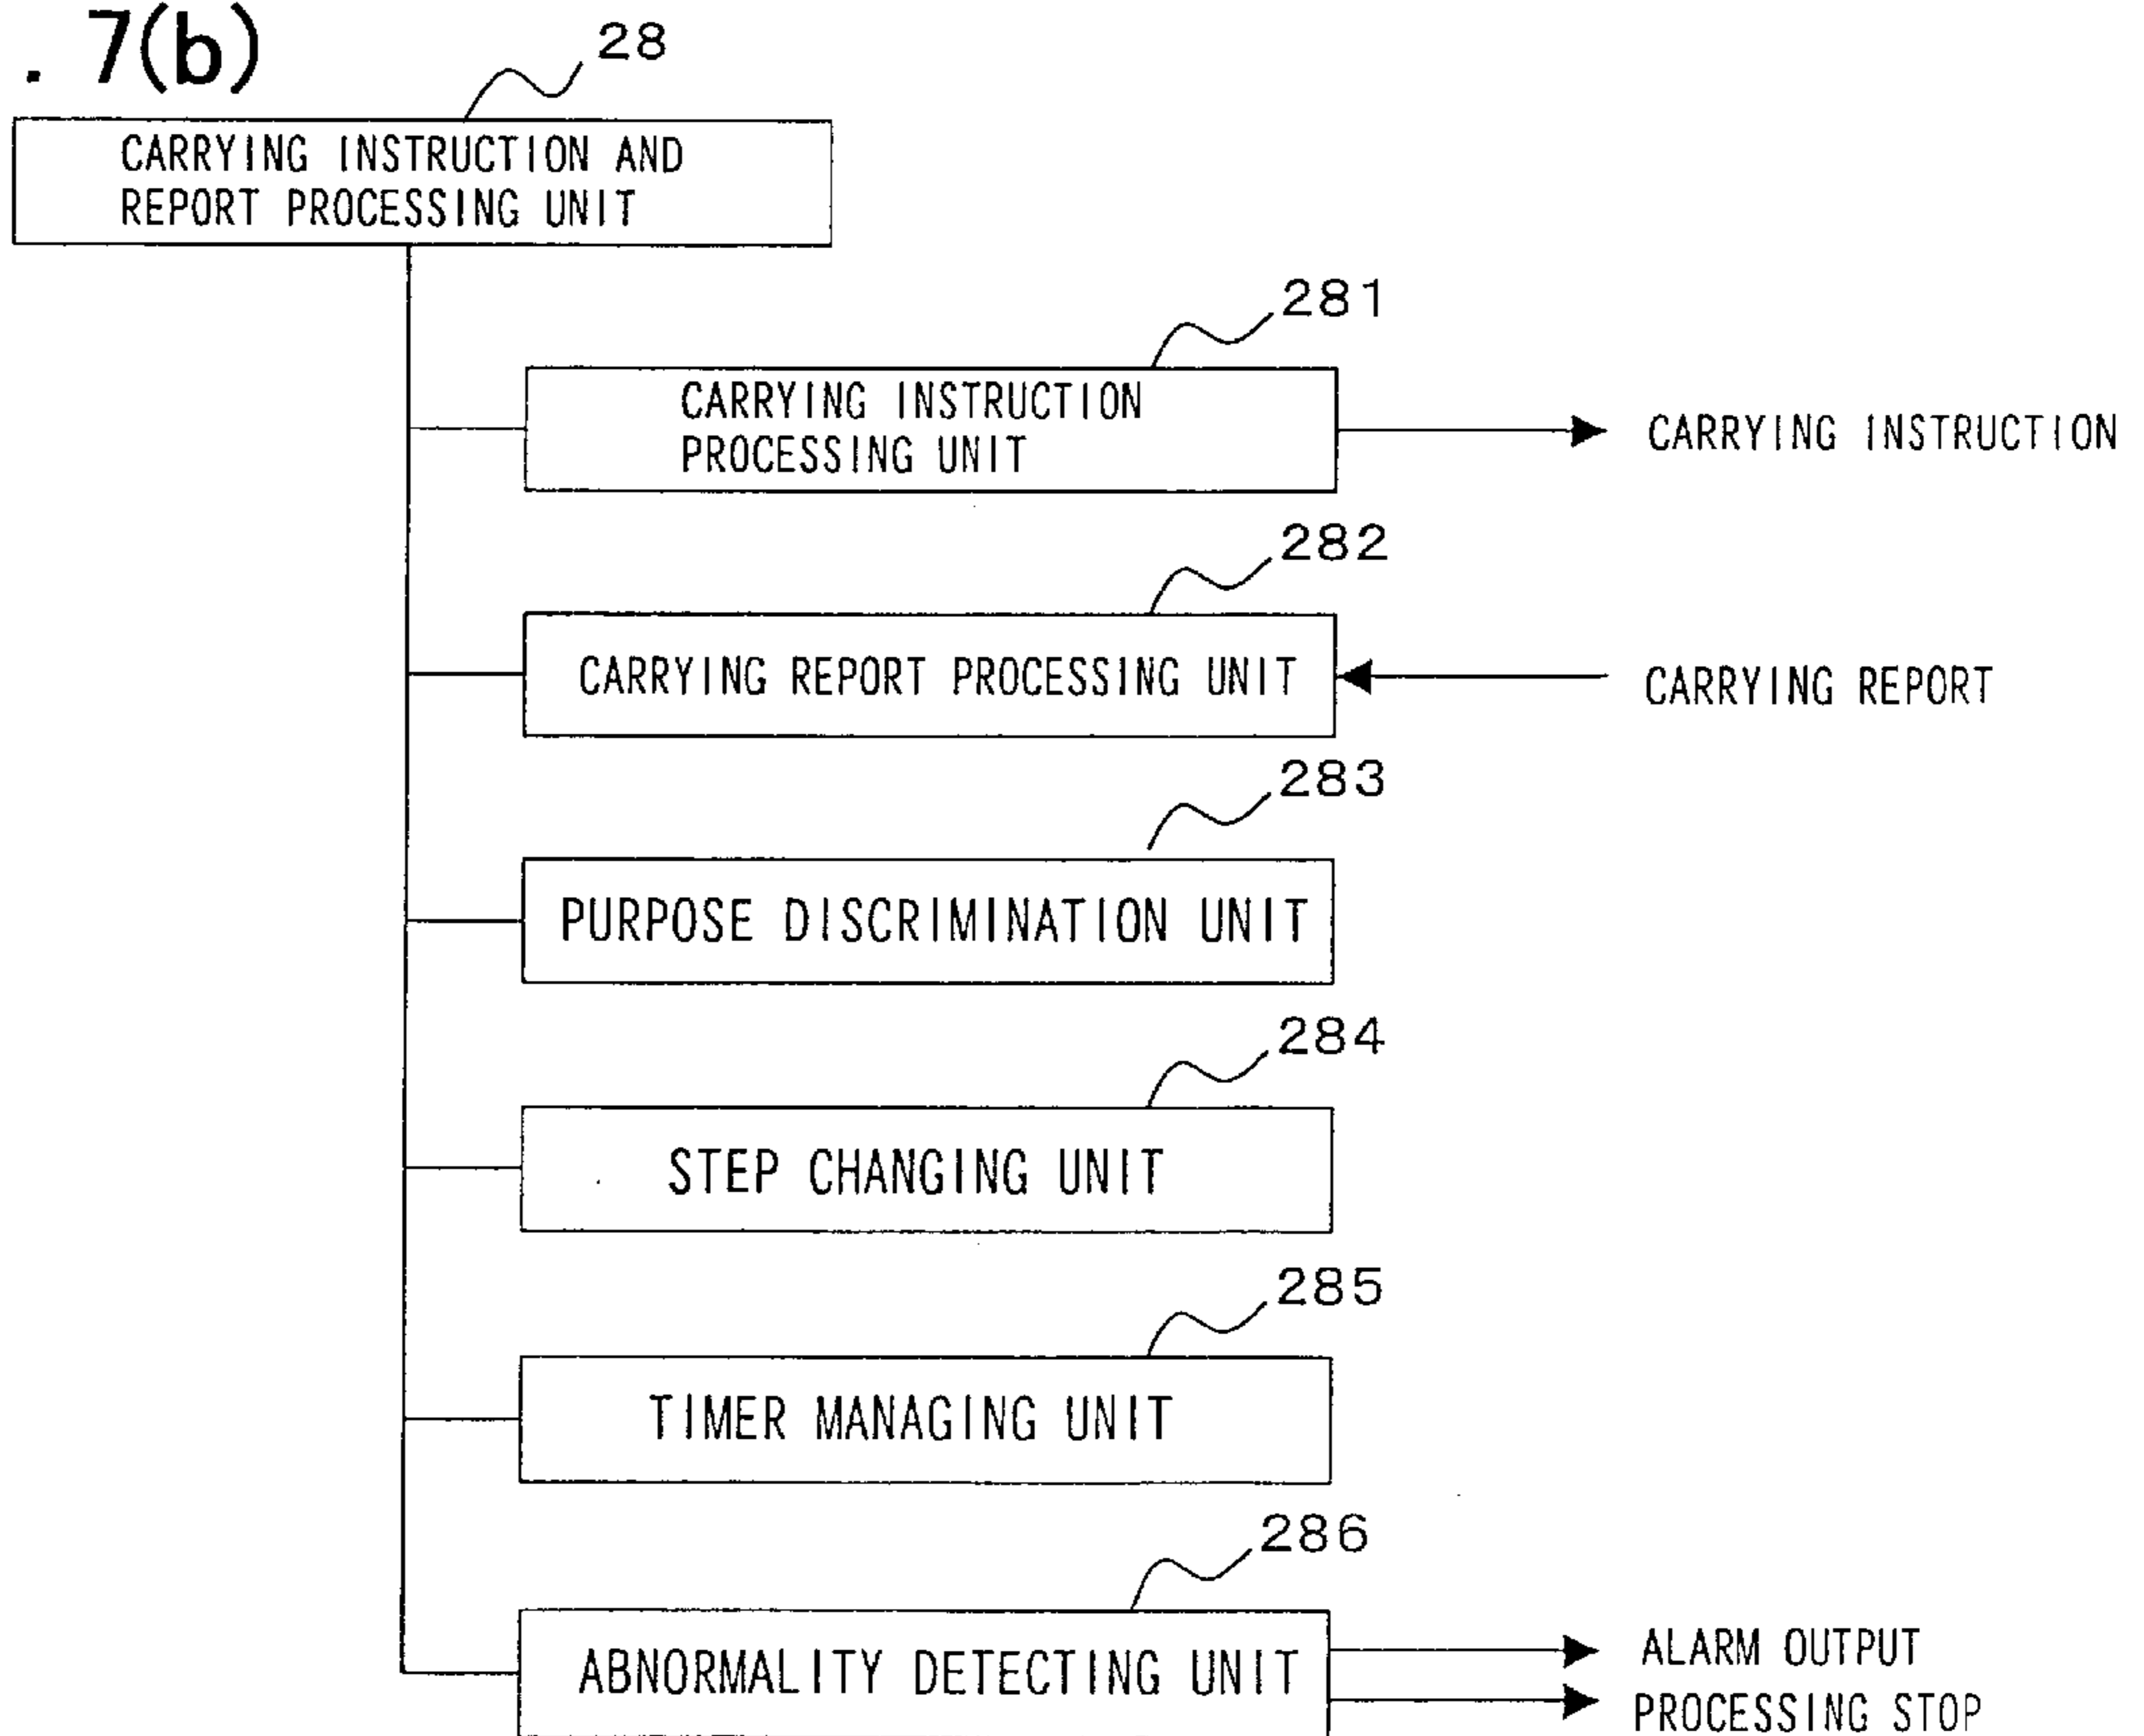 . 7(b)
28
CARRYING INSTRUCTION AND
REPORT PROCESSING UNIT
281
CARRYING INSTRUCTION
PROCESSING UNIT
CARRYING INSTRUCTION
282
CARRYING REPORT PROCESSING UNIT
CARRYING REPORT
283
PURPOSE DISCRIMINATION UNIT
284
STEP CHANGING UNIT
285
TIMER MANAGING UNIT
286
ABNORMALITY DETECTING UNIT
ALARM OUTPUT
PROCESSING STOP